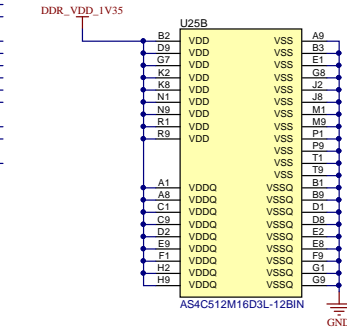 DDR_VDD_1V35
U25B
B2 VDD VSS A9
D9 VDD VSS B3
G7 VDD VSS E1
K2 VDD VSS G8
K8 VDD VSS J2
N1 VDD VSS J8
N9 VDD VSS M1
R1 VDD VSS M9
R9 VDD VSS P1
VSS P9
VSS T1
VSS T9
A1 VDDQ VSSQ B1
A8 VDDQ VSSQ B9
C1 VDDQ VSSQ D1
C9 VDDQ VSSQ D8
D2 VDDQ VSSQ E2
E9 VDDQ VSSQ E8
F1 VDDQ VSSQ F9
H2 VDDQ VSSQ G1
H9 VDDQ VSSQ G9
AS4C512M16D3L-12BIN
GND